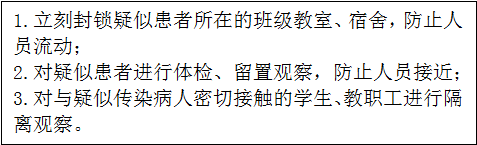 1.立刻封锁疑似患者所在的班级教室、宿舍,防止人
员流动；
2.对疑似患者进行体检、留置观察，防止人员接近；
3.对与疑似传染病人密切接触的学生、教职工进行隔
离观察。